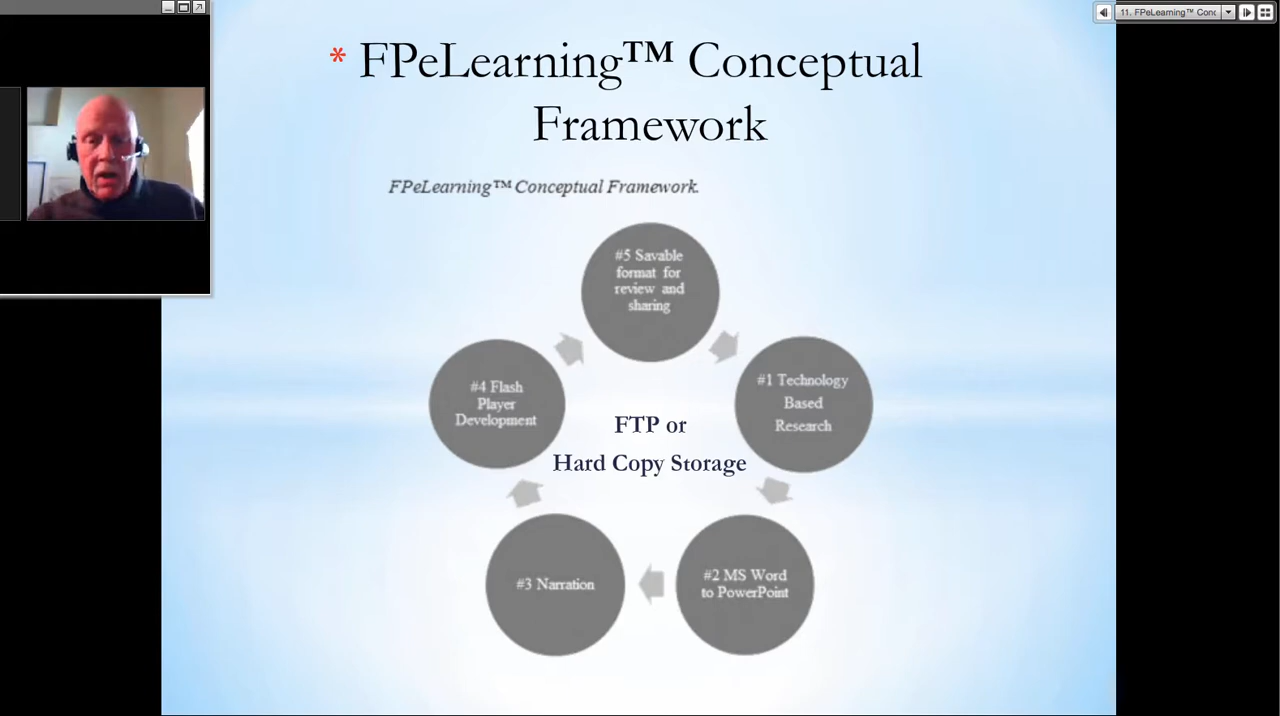 11. FPeLearning™ Conc
* FPeLearning™ Conceptual
Framework
FPeLearning™ Conceptual Framework.
#5 Savable
format for
review and
sharing
#1 Technology
Based
Research
#2 MS Word
to PowerPoint
#3 Narration
#4 Flash
Player
Development
FTP or
Hard Copy Storage